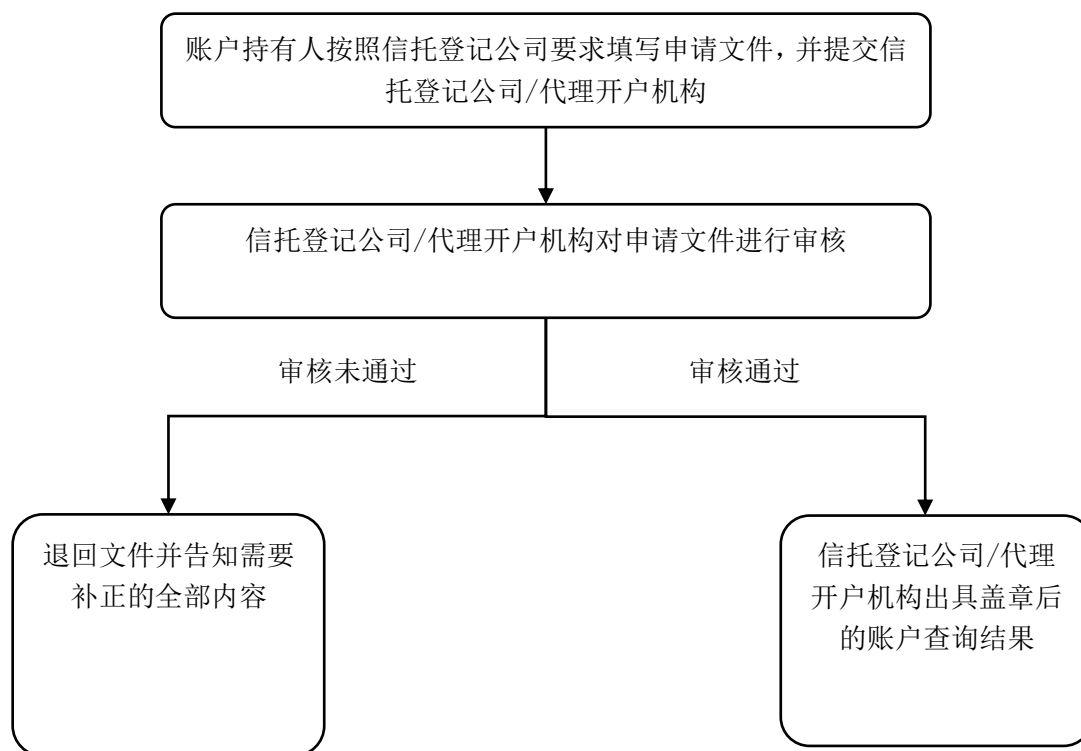 账户持有人按照信托登记公司要求填写申请文件，并提交信
托登记公司/代理开户机构
信托登记公司/代理开户机构对申请文件进行审核
审核未通过
审核通过
退回文件并告知需要
补正的全部内容
信托登记公司/代理
开户机构出具盖章后
的账户查询结果